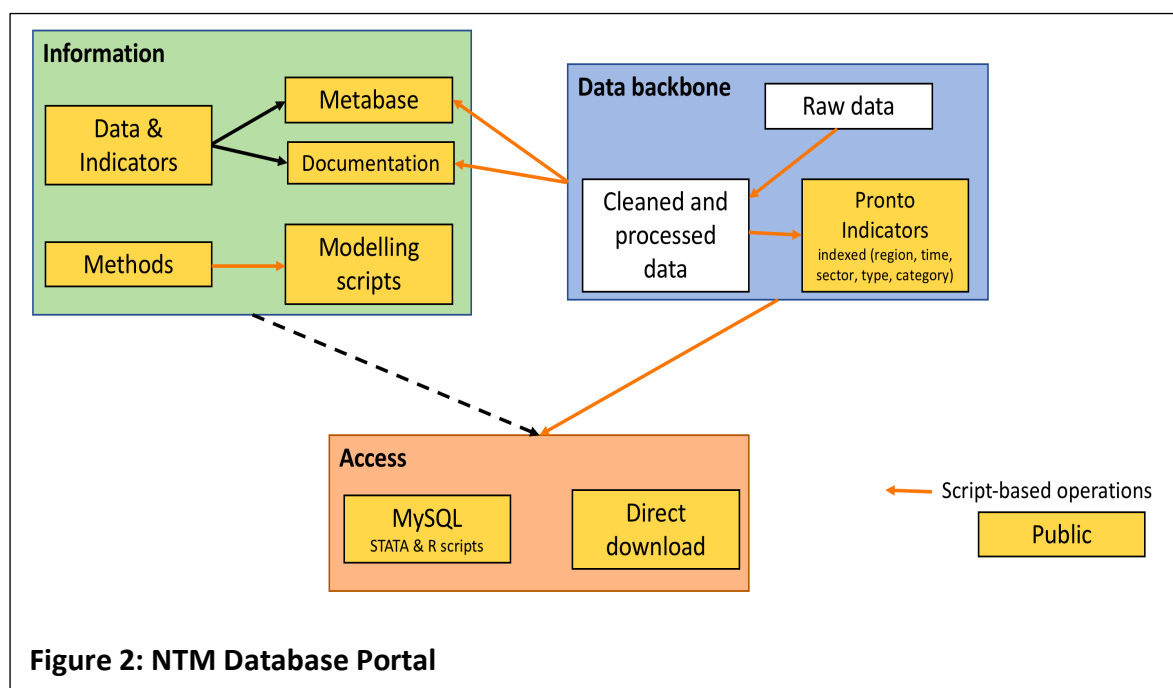 Information
Data &
Indicators
Metabase
Documentation
Methods
Modelling
scripts
Data backbone
Raw data
Cleaned and
processed
data
Pronto
Indicators
indexed (region, time,
sector, type, category)
Access
MySQL
STATA & R scripts
Direct
download
Script-based operations
Public
Figure 2: NTM Database Portal